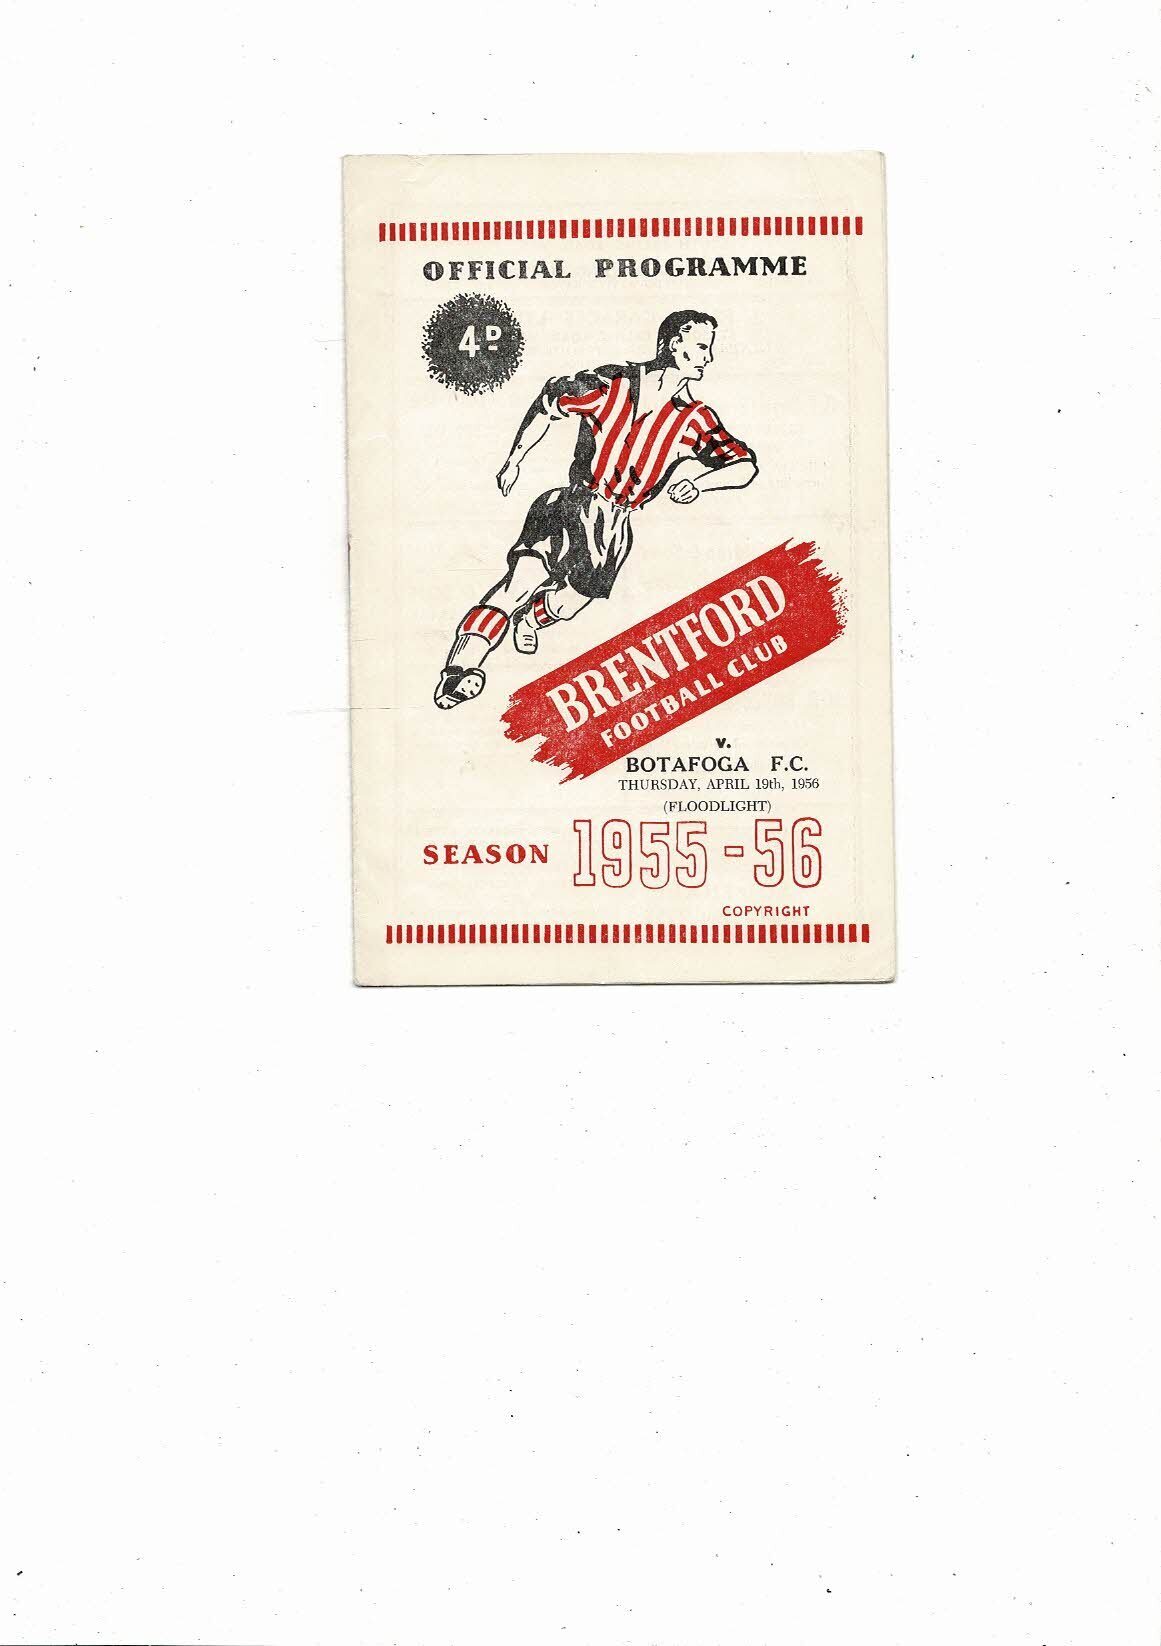 OFFICIAL PROGRAMME
4D
BRENTFORD
FOOTBALL CLUB
v.
BOTAFOGA F.C.
THURSDAY, APRIL 19th, 1956
(FLOODLIGHT)
SEASON 1955-56
COPYRIGHT